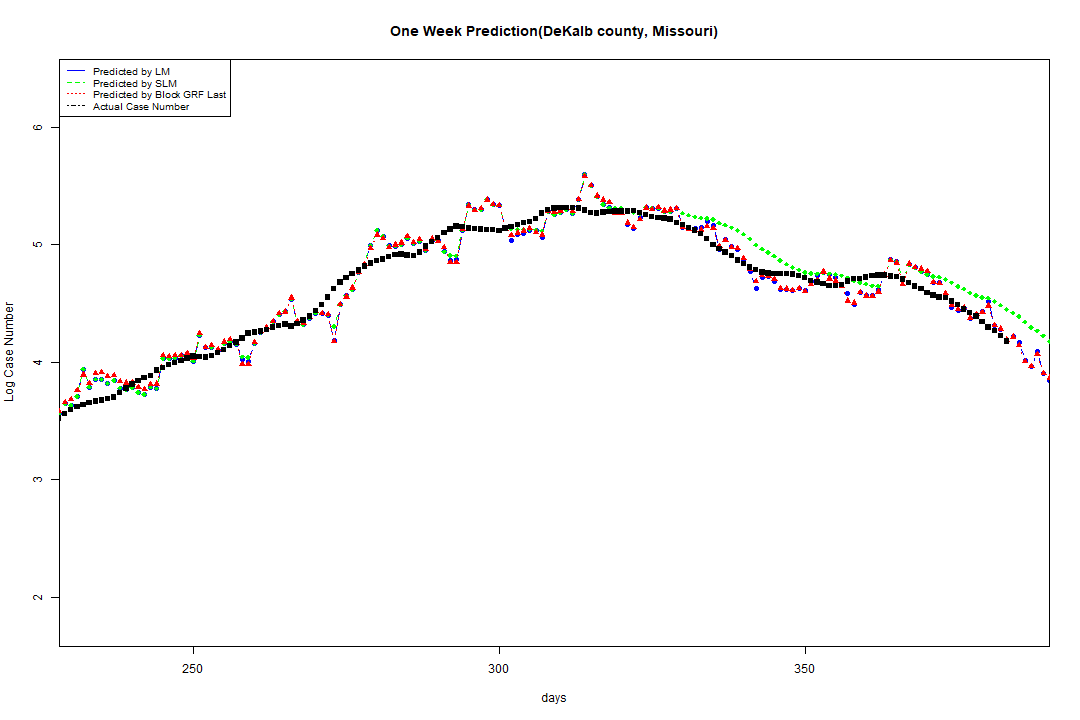 One Week Prediction(DeKalb county, Missouri)
Predicted by LM
Predicted by SLM
Predicted by Block GRF Last
Actual Case Number
Log Case Number
6
5
4
3
2
250 300 350
days